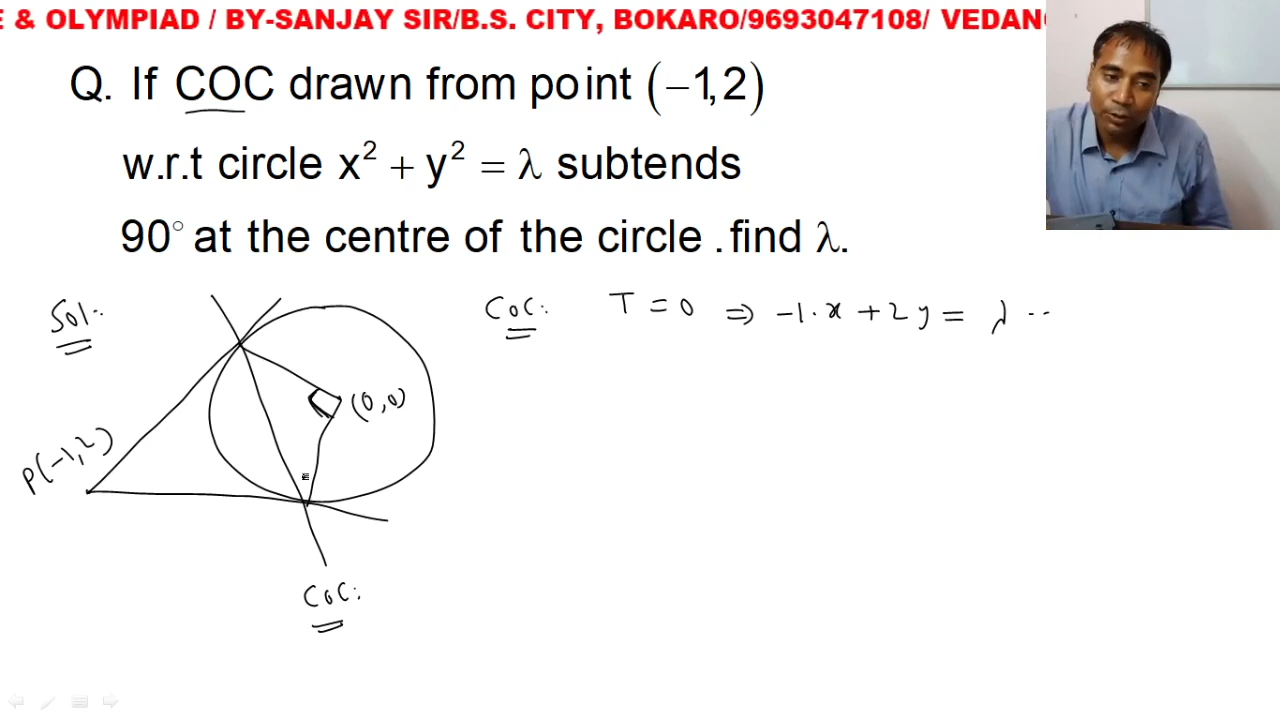 E & OLYMPIAD / BY-SANJAY SIR/B.S. CITY, BOKARO/9693047108/ VEDAN
Q. If COC drawn from point (−1,2)
w.r.t circle x² + y² = λ subtends
90° at the centre of the circle .find λ.
Sol:
COC: T = 0 ⇒ -1·x + 2y = λ --
(0,0)
P(-1,2)
COC: